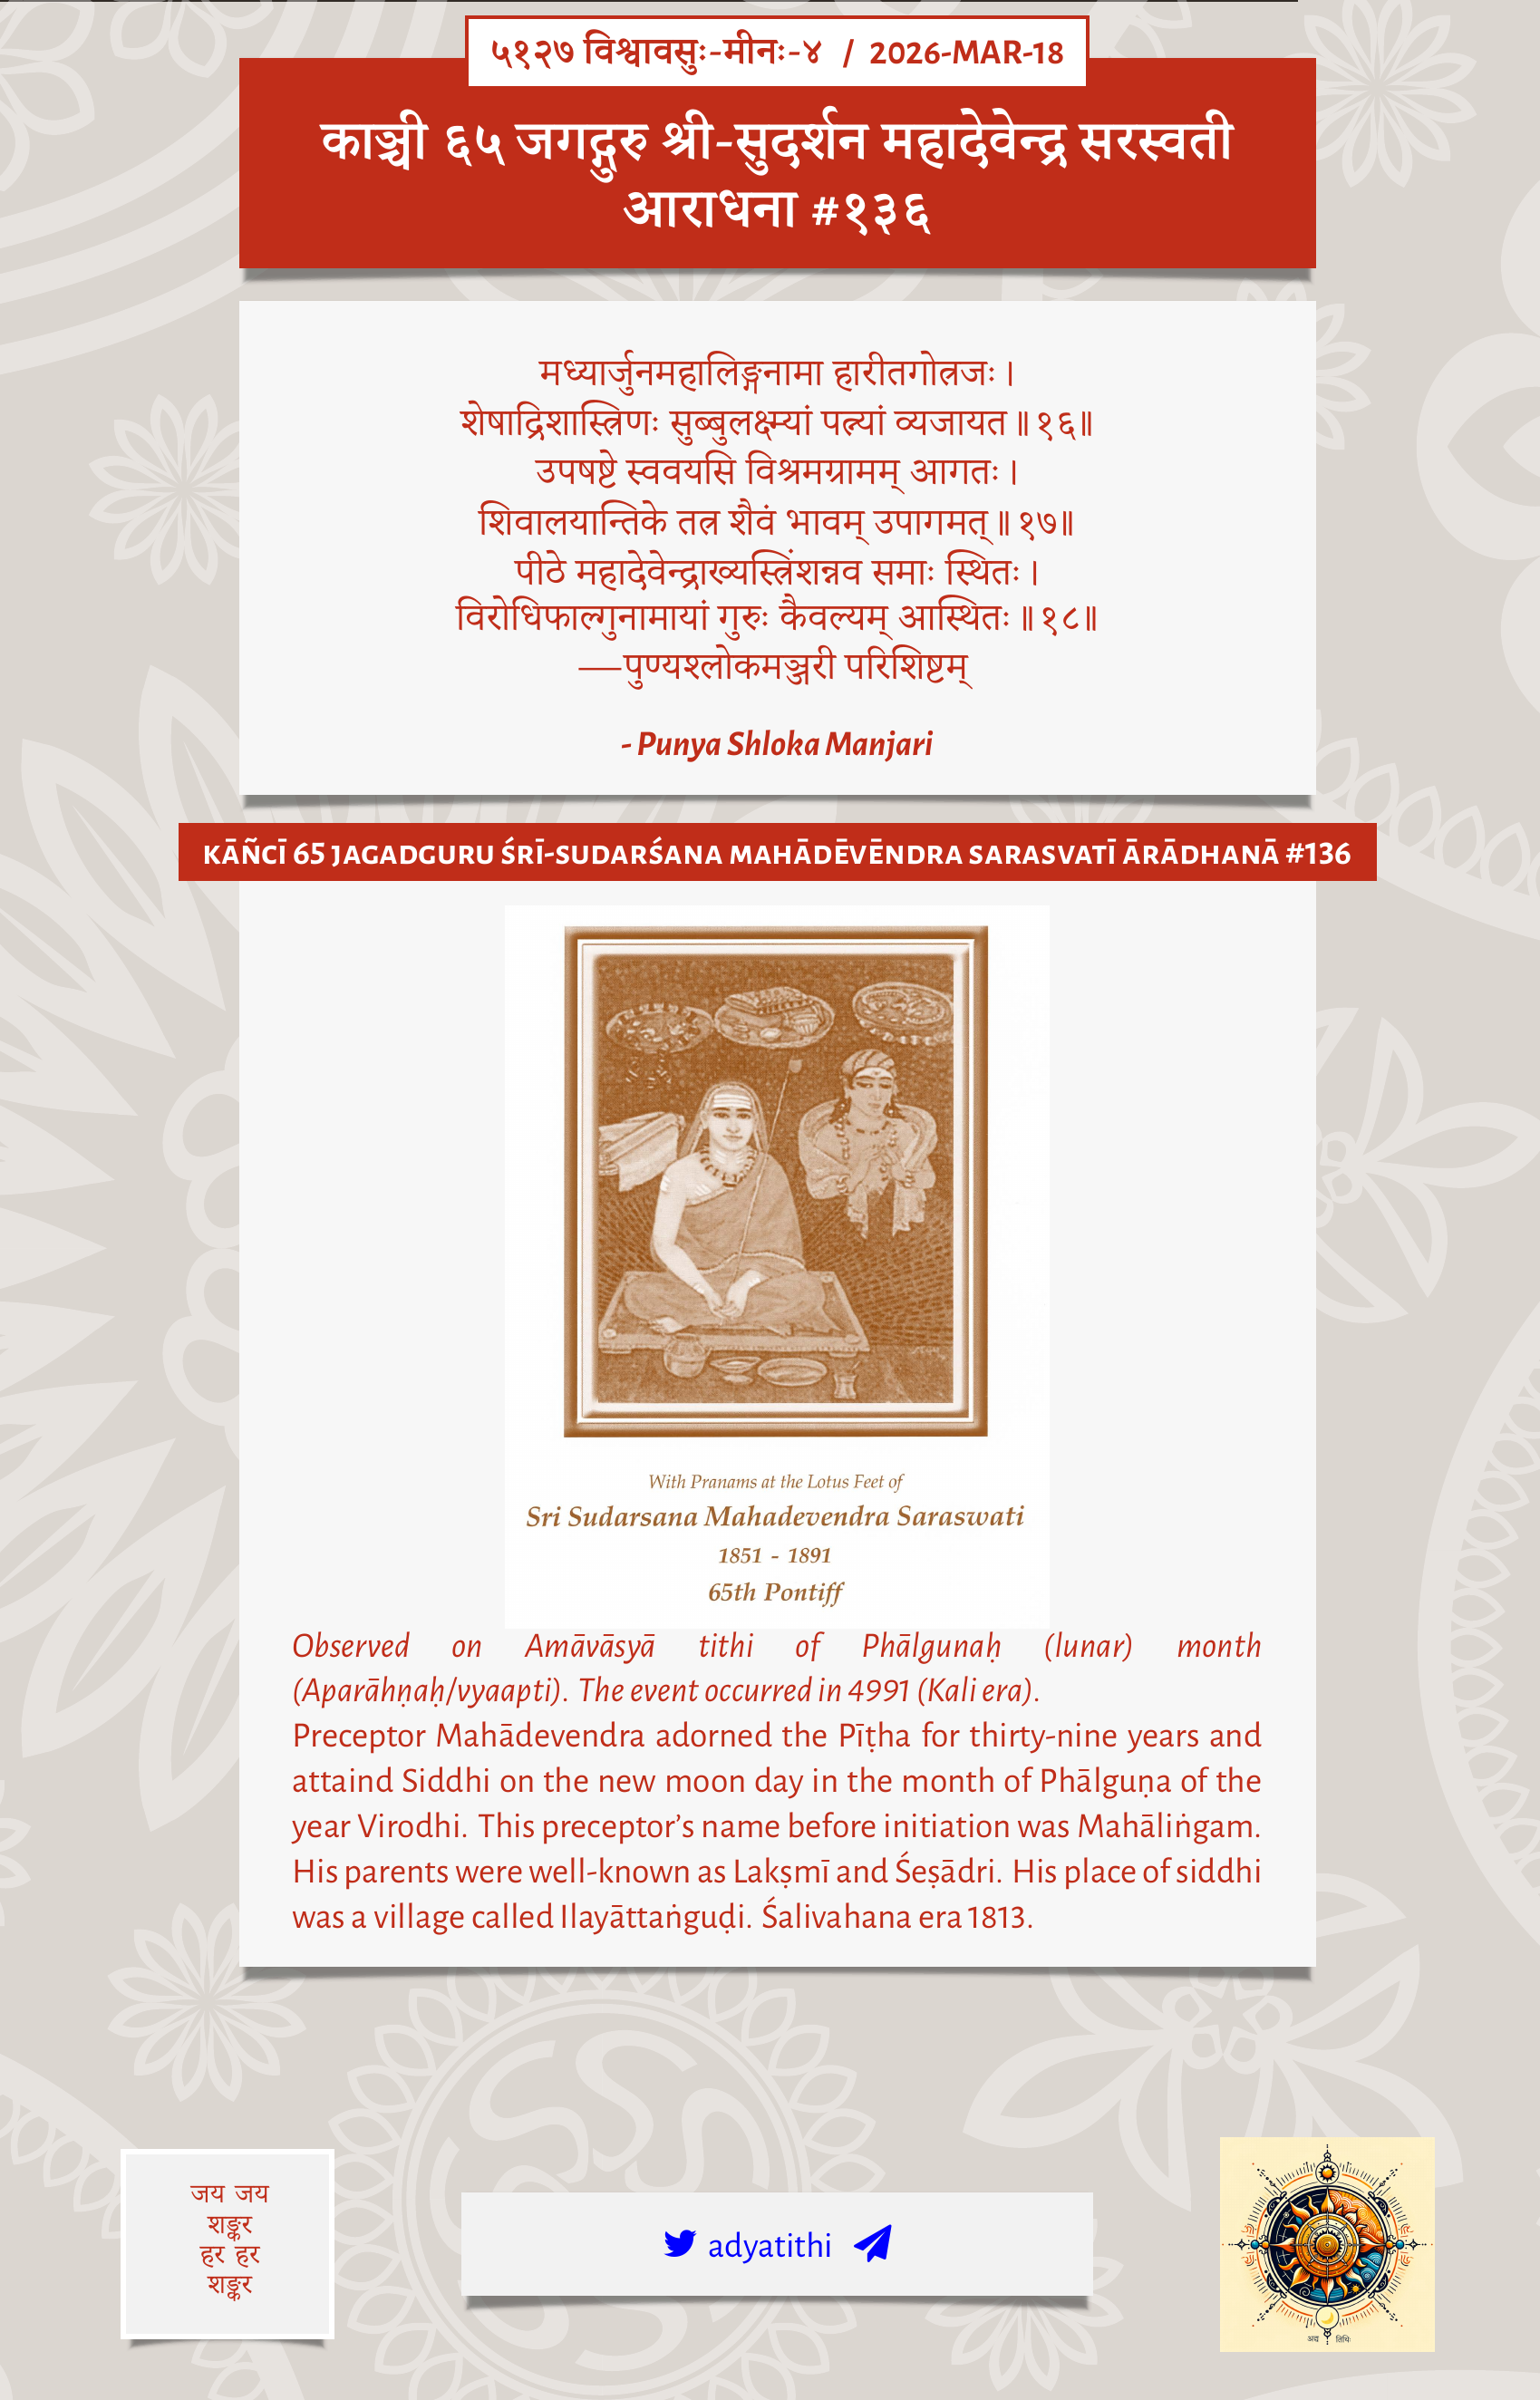 ५१२७ विश्वावसुः-मीनः-४ / 2026-MAR-18
काञ्ची ६५ जगद्गुरु श्री-सुदर्शन महादेवेन्द्र सरस्वती
आराधना #१३६
मध्यार्जुनमहालिङ्गनामा हारीतगोत्रजः।
शेषाद्रिशास्त्रिणः सुब्बुलक्ष्म्यां पत्न्यां व्यजायत॥१६॥
उपषष्टे स्ववयसि विश्रमग्रामम् आगतः।
शिवालयान्तिके तत्र शैवं भावम् उपागमत्॥१७॥
पीठे महादेवेन्द्राख्यस्त्रिंशन्नव समाः स्थितः।
विरोधिफाल्गुनामायां गुरुः कैवल्यम् आस्थितः॥१८॥
—पुण्यश्लोकमञ्जरी परिशिष्टम्
- Punya Shloka Manjari
KĀÑCĪ 65 JAGADGURU ŚRĪ-SUDARŚANA MAHĀDĒVĒNDRA SARASVATĪ ĀRĀDHANĀ #136
With Pranams at the Lotus Feet of
Sri Sudarsana Mahadevendra Saraswati
1851 - 1891
65th Pontiff
Observed on Amāvāsyā tithi of Phālgunaḥ (lunar) month
(Aparāhṇaḥ/vyaapti). The event occurred in 4991 (Kali era).
Preceptor Mahādevendra adorned the Pīṭha for thirty-nine years and
attaind Siddhi on the new moon day in the month of Phālguṇa of the
year Virodhi. This preceptor’s name before initiation was Mahāliṅgam.
His parents were well-known as Lakṣmī and Śeṣādri. His place of siddhi
was a village called Ilayāttaṅguḍi. Śalivahana era 1813.
जय जय
शङ्कर
हर हर
शङ्कर
adyatithi
अद्य तिथिः